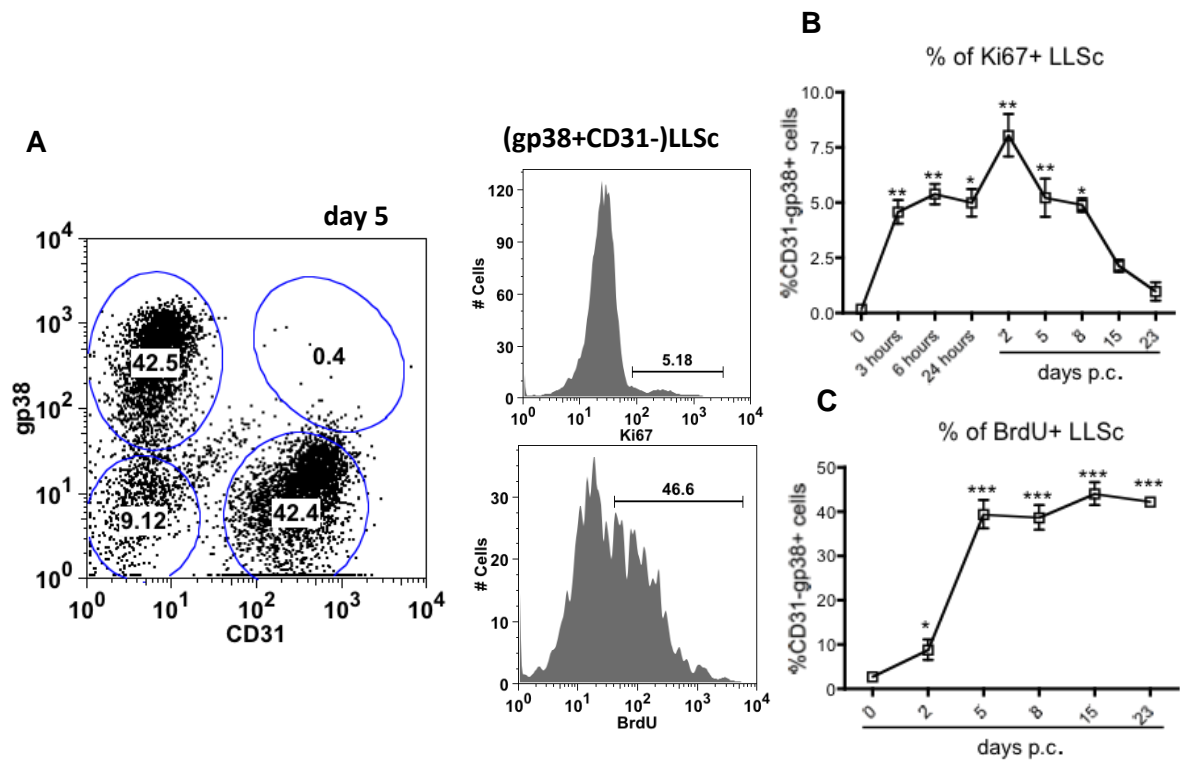 A
day 5
gp38
10^4
10^3
10^2
10^1
10^0
42.5
0.4
9.12
42.4
10^0 10^1 10^2 10^3 10^4
CD31
(gp38+CD31-)LLSc
# Cells
120
90
60
30
0
5.18
10^0 10^1 10^2 10^3 10^4
Ki67
# Cells
30
20
10
0
46.6
10^0 10^1 10^2 10^3 10^4
BrdU
B
% of Ki67+ LLSc
%CD31-gp38+ cells
10.0
7.5
5.0
2.5
0.0
** ** * ** ** *
0 3 hours 6 hours 24 hours 2 5 8 15 23
days p.c.
C
% of BrdU+ LLSc
%CD31-gp38+ cells
50
40
30
20
10
0
* *** *** *** ***
0 2 5 8 15 23
days p.c.